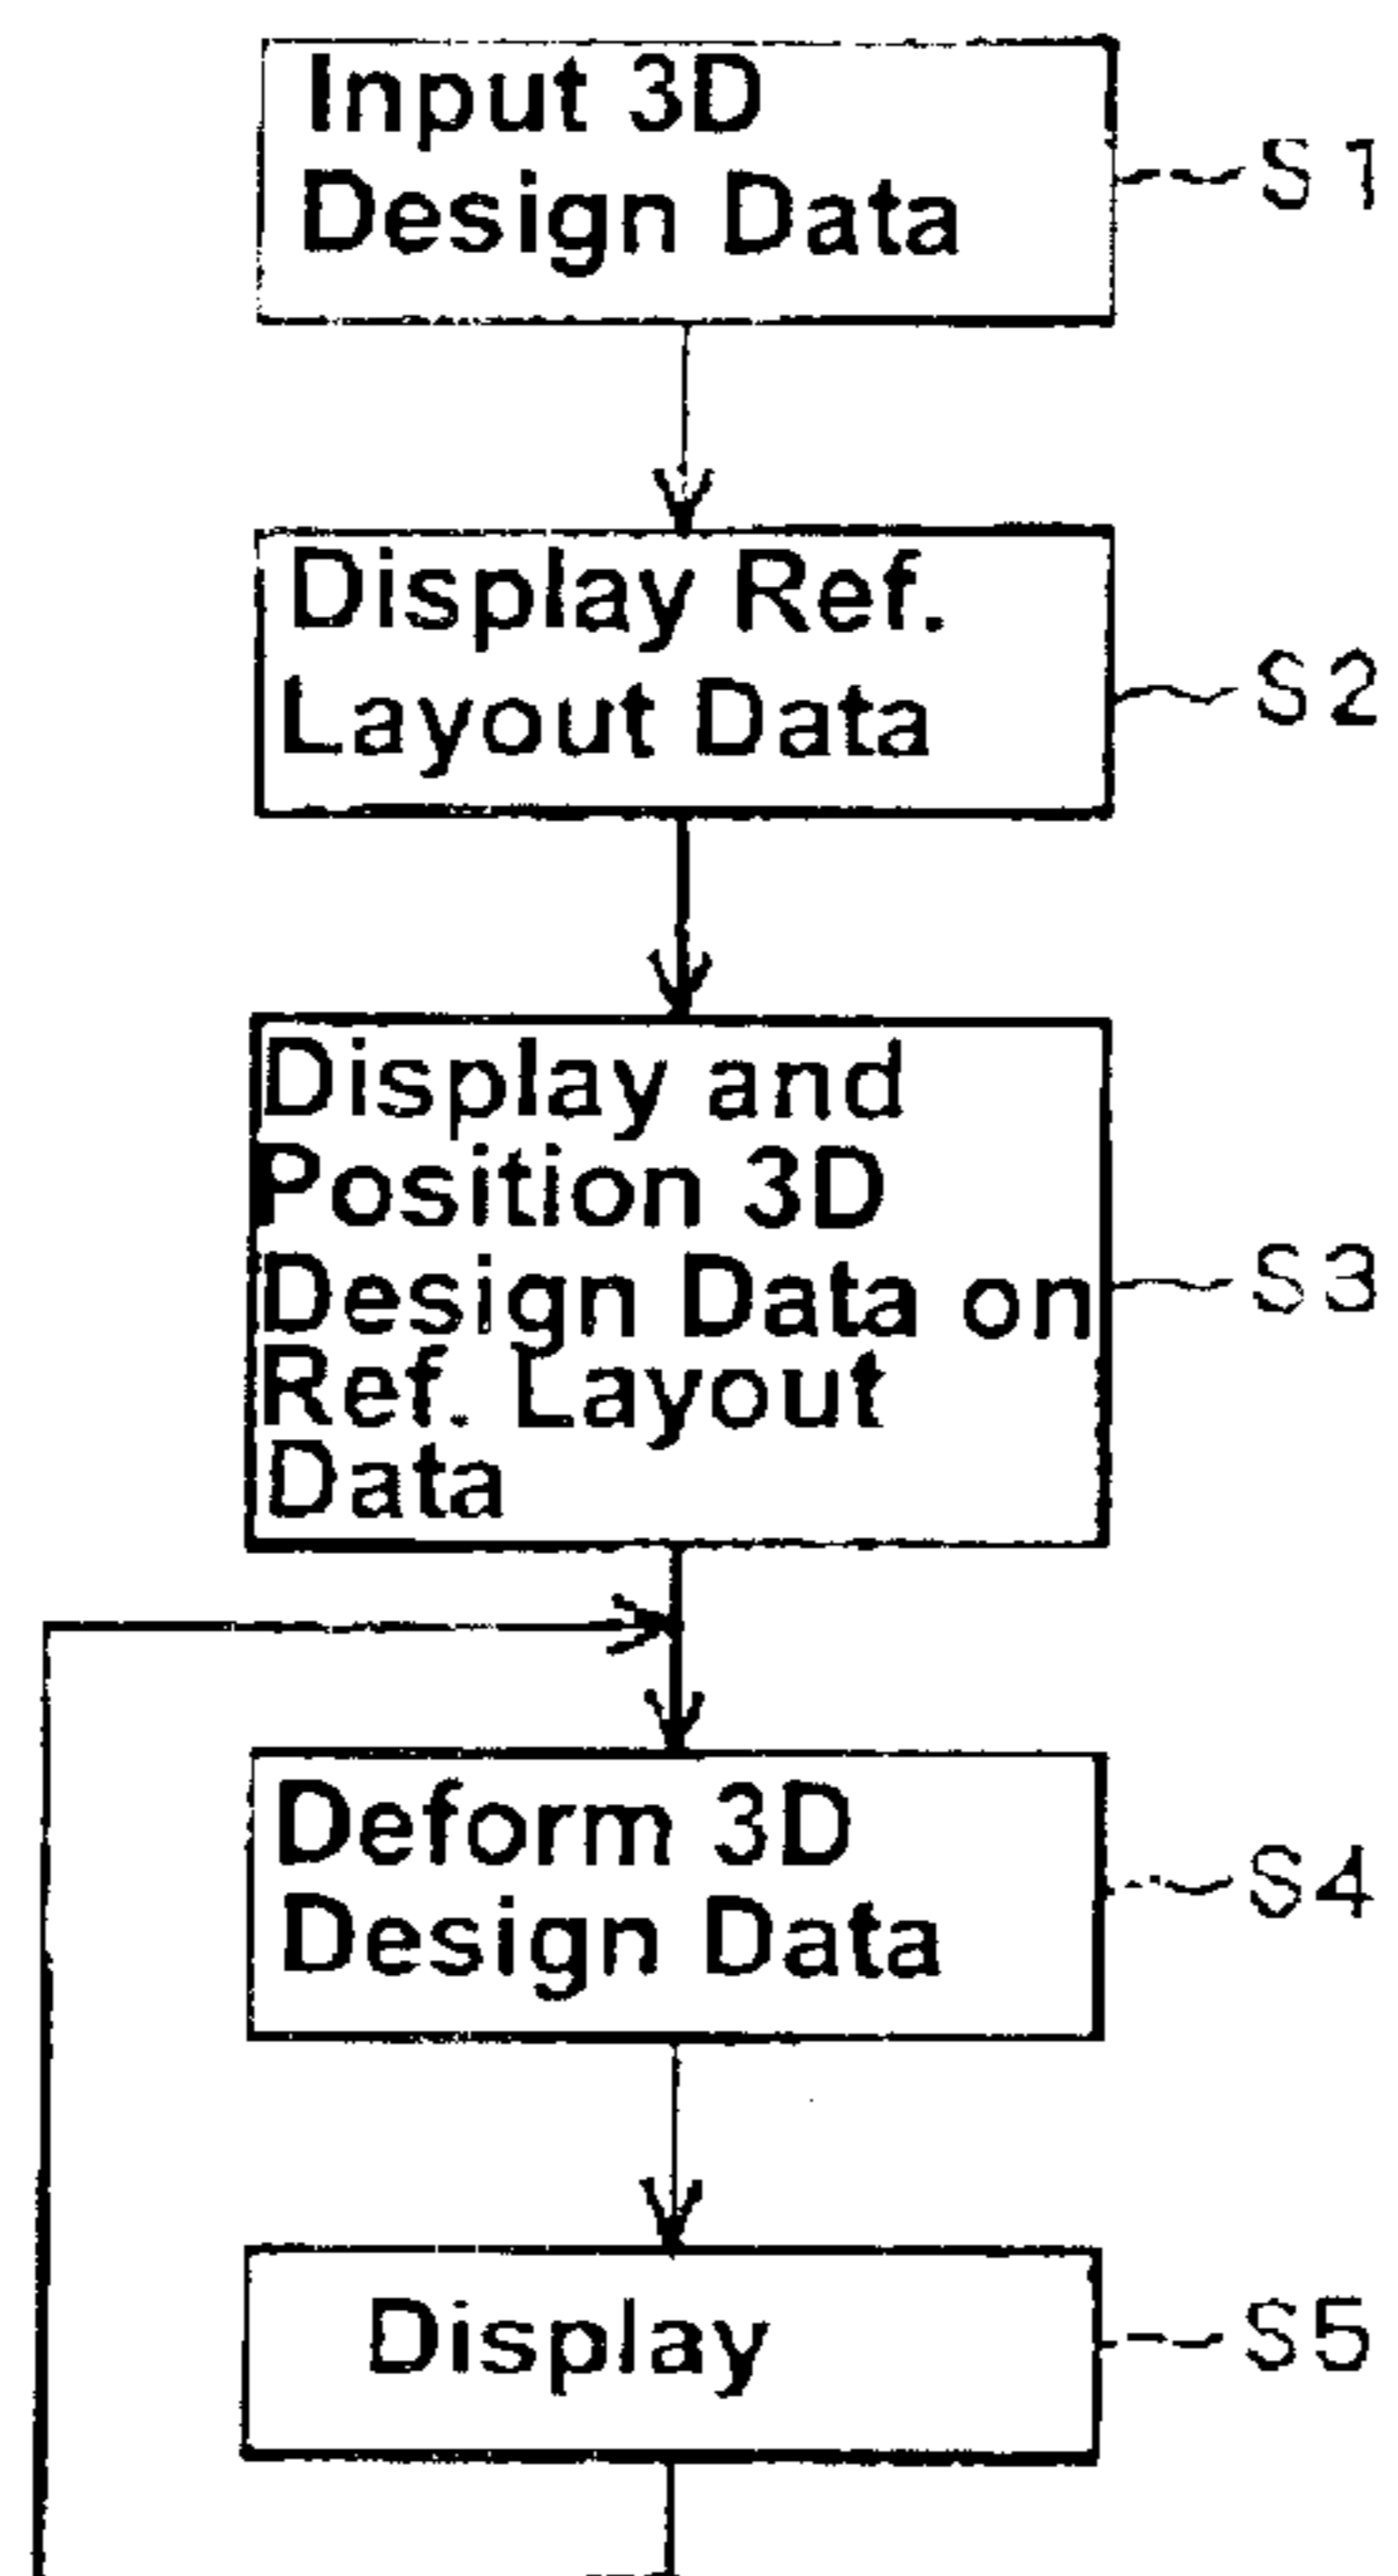 Input 3D
Design Data
S1
Display Ref.
Layout Data
S2
Display and
Position 3D
Design Data on
Ref. Layout
Data
S3
Deform 3D
Design Data
S4
Display
S5